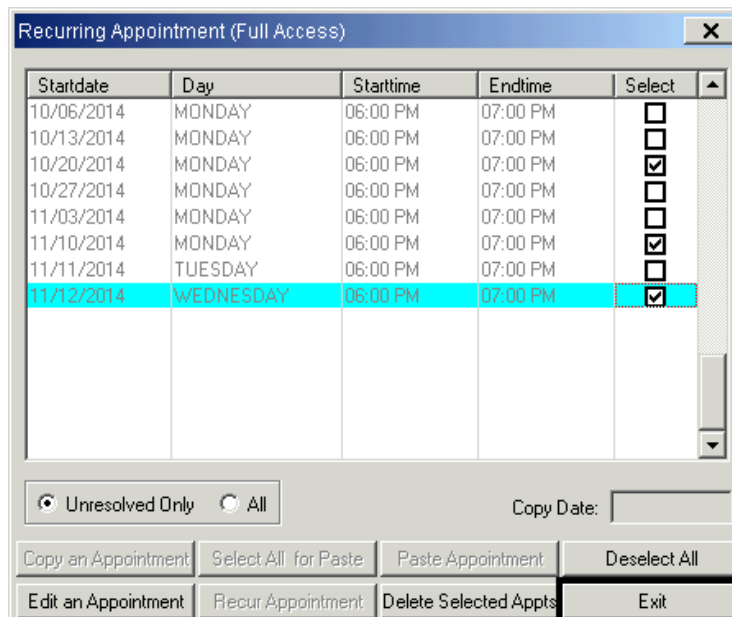 Recurring Appointment (Full Access)
Startdate Day Starttime Endtime Select
10/06/2014 MONDAY 06:00 PM 07:00 PM
10/13/2014 MONDAY 06:00 PM 07:00 PM
10/20/2014 MONDAY 06:00 PM 07:00 PM
10/27/2014 MONDAY 06:00 PM 07:00 PM
11/03/2014 MONDAY 06:00 PM 07:00 PM
11/10/2014 MONDAY 06:00 PM 07:00 PM
11/11/2014 TUESDAY 06:00 PM 07:00 PM
11/12/2014 WEDNESDAY 06:00 PM 07:00 PM
Unresolved Only All Copy Date:
Copy an Appointment Select All for Paste Paste Appointment Deselect All
Edit an Appointment Recur Appointment Delete Selected Appts Exit